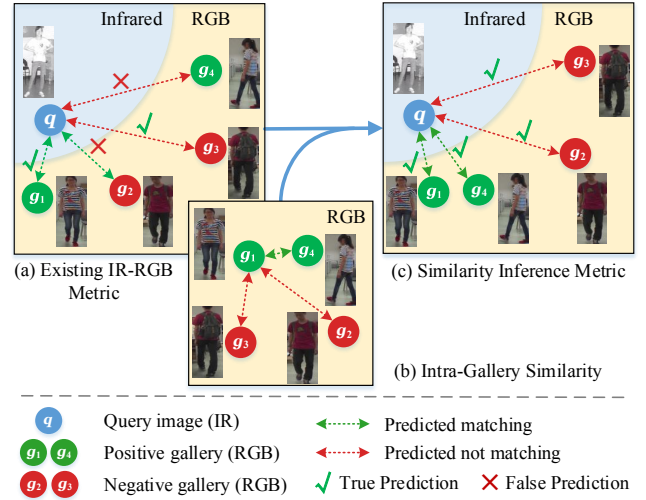 Infrared RGB
g4
q
g3
g1
g2
(a) Existing IR-RGB
Metric
RGB
g1
g4
g3
g2
(b) Intra-Gallery Similarity
Infrared RGB
g3
q
g2
g1
g4
(c) Similarity Inference Metric
q Query image (IR)
g1 g4 Positive gallery (RGB)
g2 g3 Negative gallery (RGB)
Predicted matching
Predicted not matching
True Prediction False Prediction